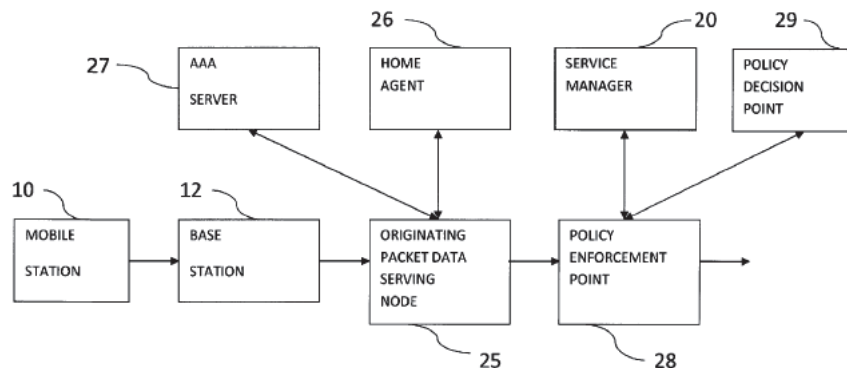 26
20
29
27
AAA
SERVER
HOME
AGENT
SERVICE
MANAGER
POLICY
DECISION
POINT
10
12
MOBILE
STATION
BASE
STATION
ORIGINATING
PACKET DATA
SERVING
NODE
POLICY
ENFORCEMENT
POINT
25
28